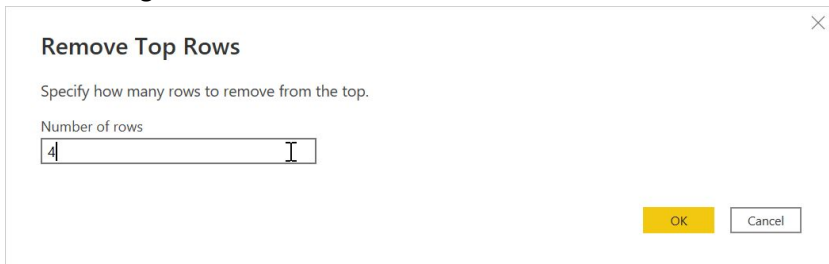 Remove Top Rows
Specify how many rows to remove from the top.
Number of rows
4
OK Cancel